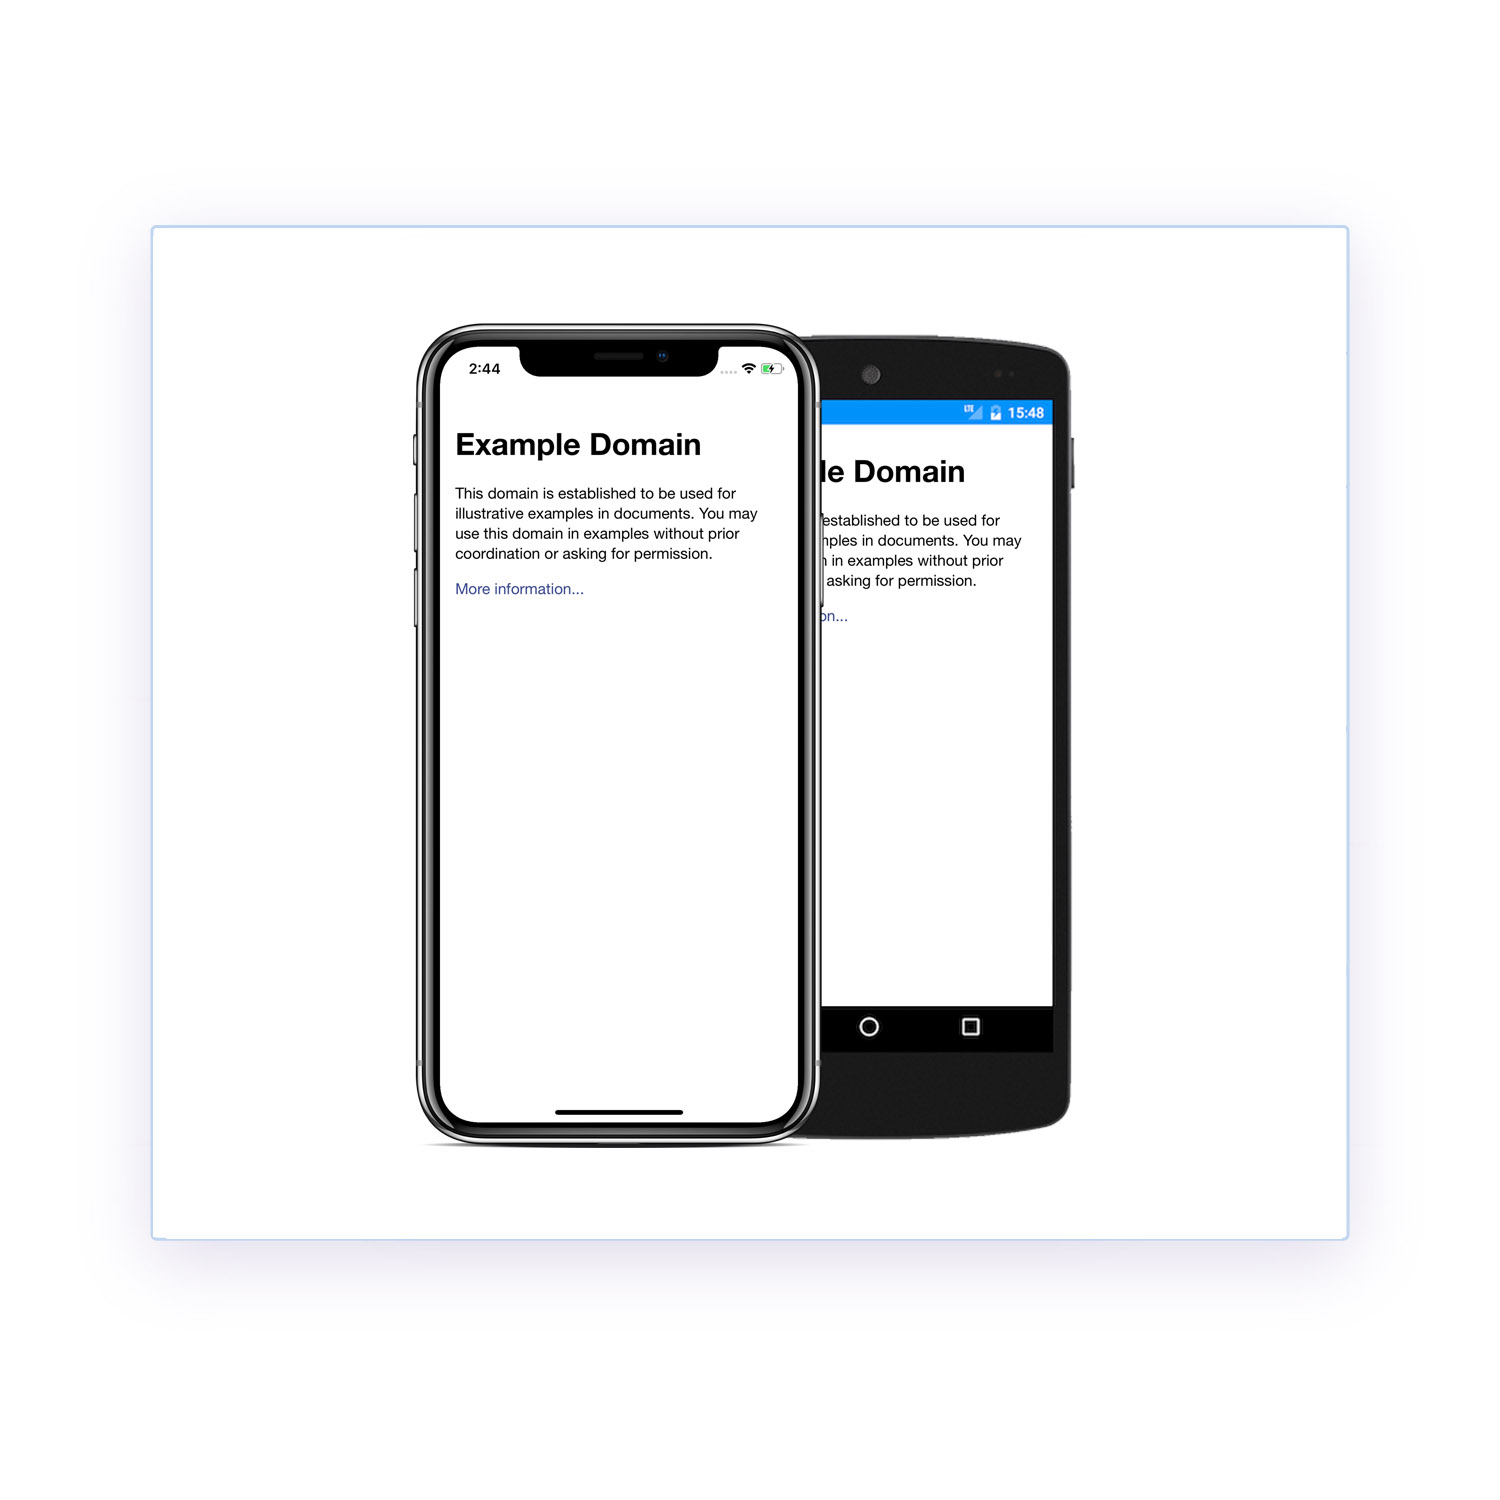 2:44
Example Domain
This domain is established to be used for
illustrative examples in documents. You may
use this domain in examples without prior
coordination or asking for permission.
More information...
LTE 15:48
le Domain
established to be used for
nples in documents. You may
n in examples without prior
asking for permission.
on...